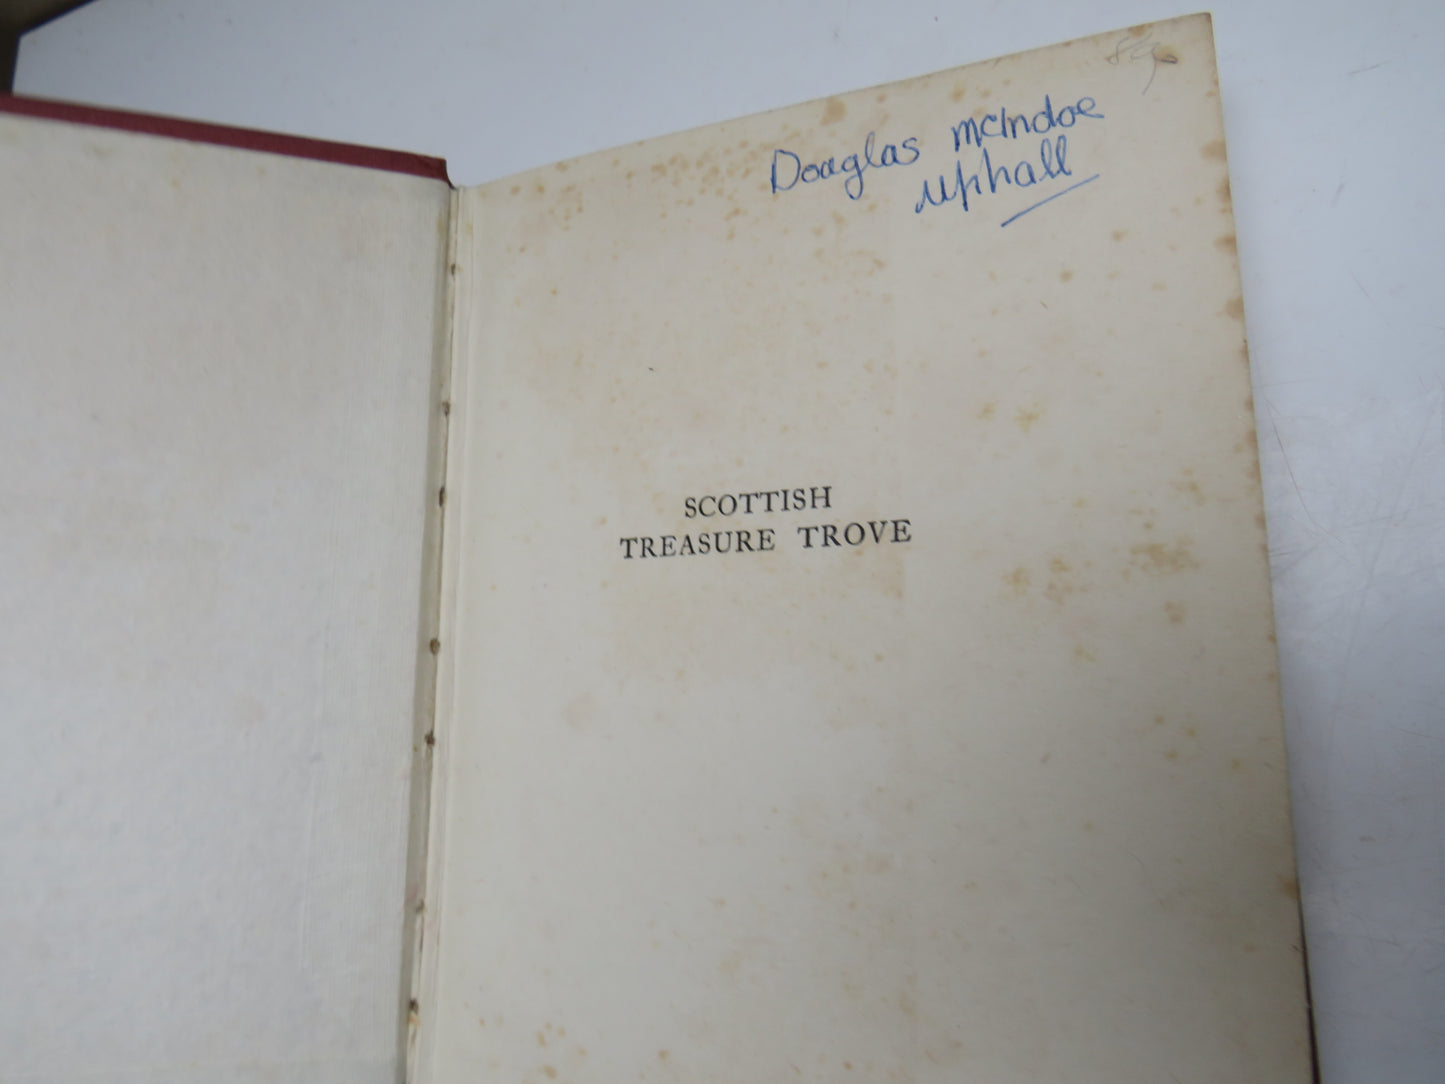 Douglas McIndoe
Uphall
SCOTTISH
TREASURE TROVE